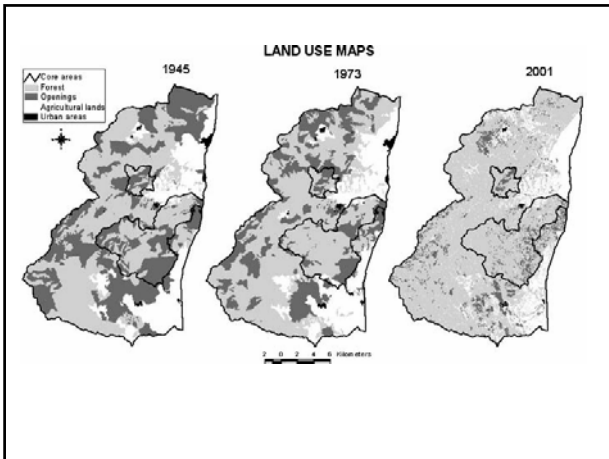 LAND USE MAPS
1945
1973
2001
Core areas
Forest
Openings
Agricultural lands
Urban areas
2 0 2 4 6 Kilometers